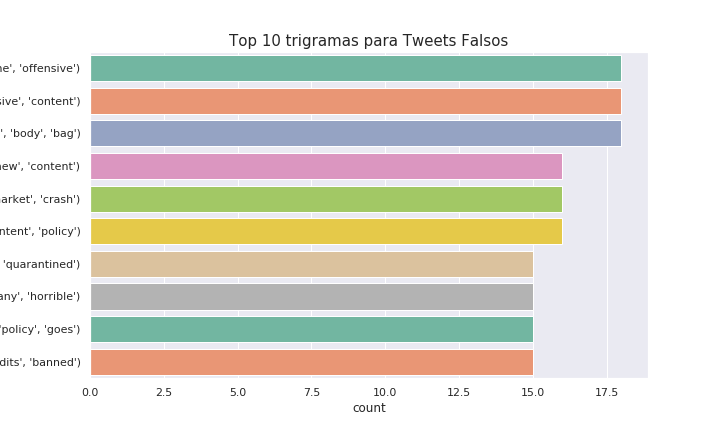 Top 10 trigramas para Tweets Falsos
', 'offensive')
', 'content')
', 'body', 'bag')
', 'content')
', 'crash')
', 'policy')
'quarantined')
', 'horrible')
'policy', 'goes')
', 'banned')
0.0 2.5 5.0 7.5 10.0 12.5 15.0 17.5
count